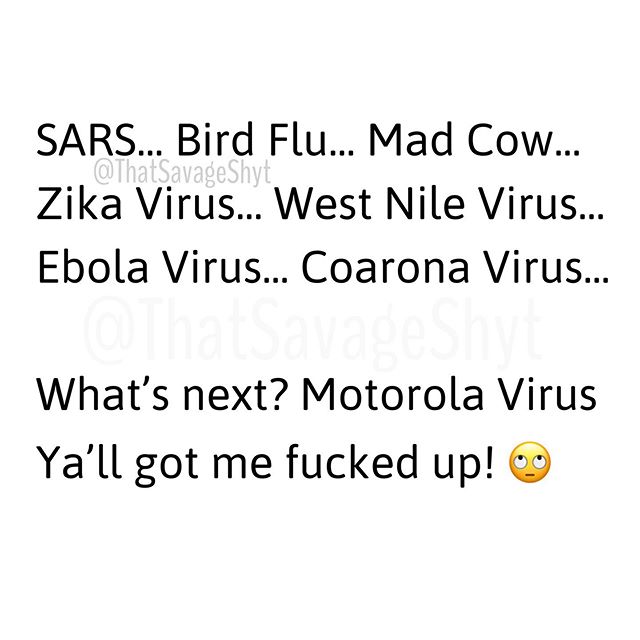 SARS... Bird Flu... Mad Cow...
@ThatSavageShyt
Zika Virus... West Nile Virus...
Ebola Virus... Coarona Virus...
@ThatSavageShyt
What’s next? Motorola Virus
Ya’ll got me fucked up! 🙄